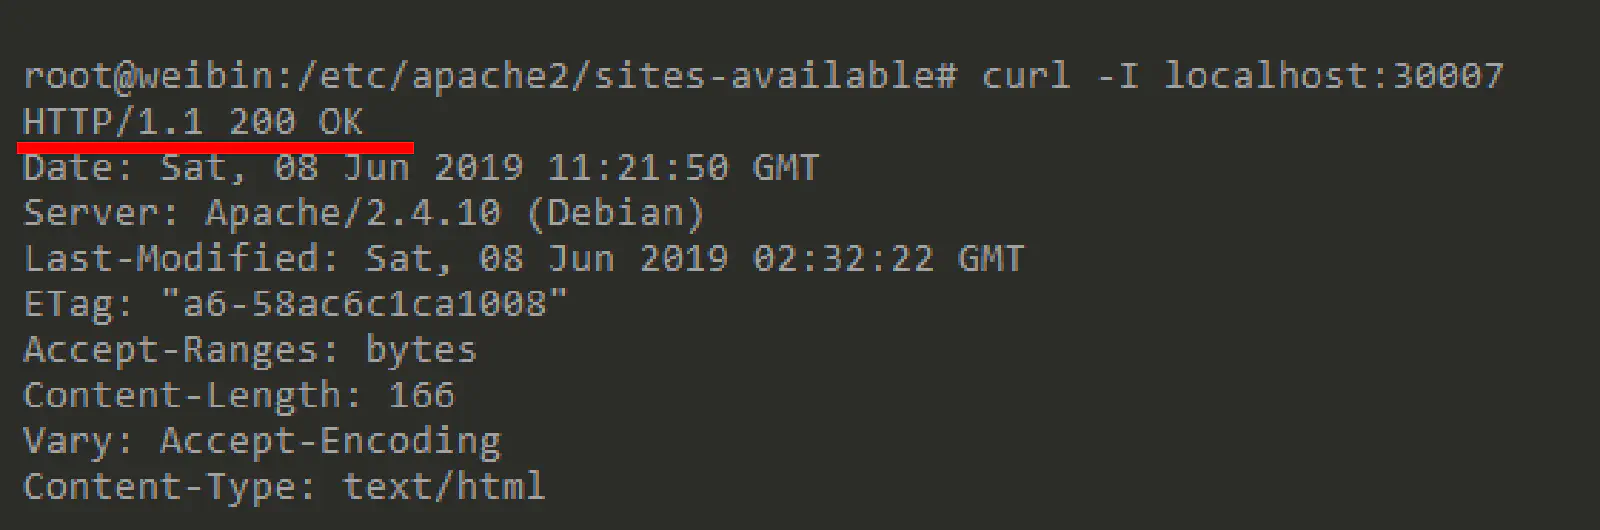 root@weibin:/etc/apache2/sites-available# curl -I localhost:30007
HTTP/1.1 200 OK
Date: Sat, 08 Jun 2019 11:21:50 GMT
Server: Apache/2.4.10 (Debian)
Last-Modified: Sat, 08 Jun 2019 02:32:22 GMT
ETag: "a6-58ac6c1ca1008"
Accept-Ranges: bytes
Content-Length: 166
Vary: Accept-Encoding
Content-Type: text/html